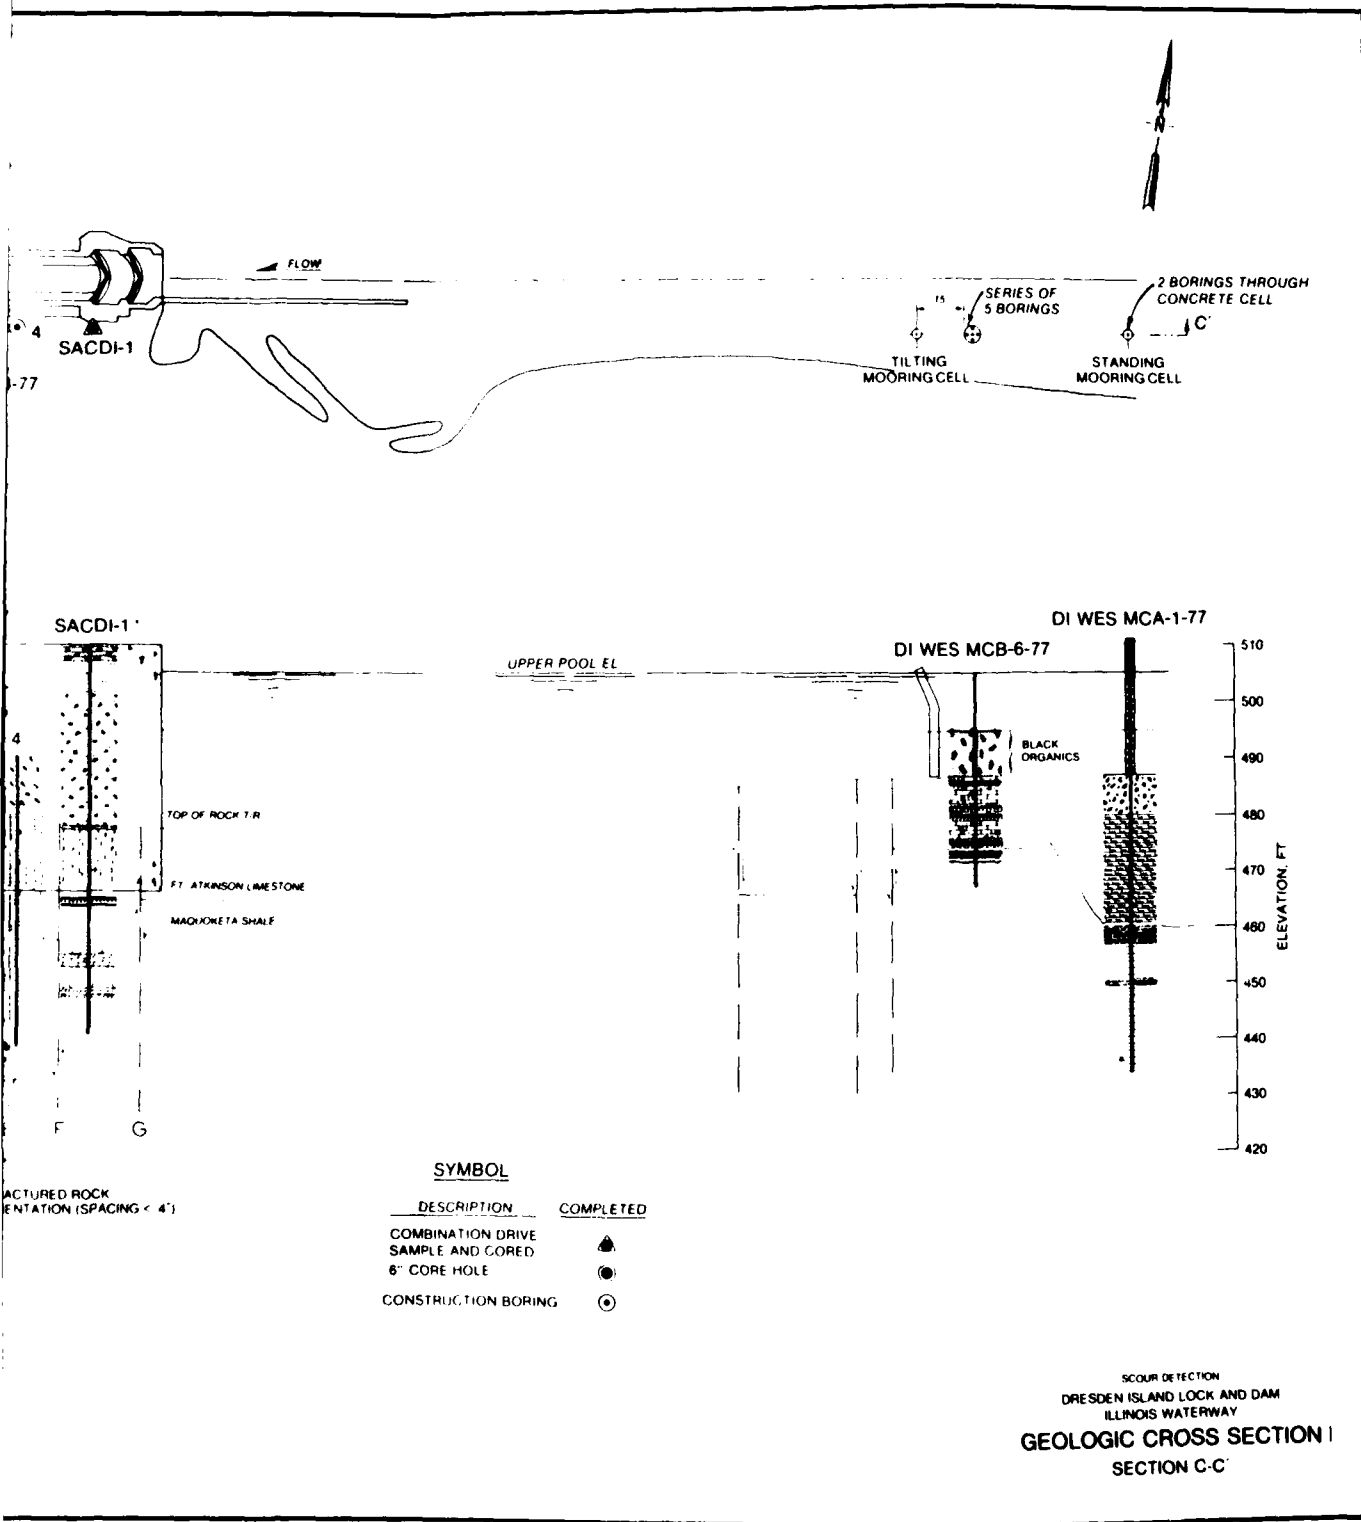 N
FLOW
4
SACDI-1
-77
15
SERIES OF
5 BORINGS
2 BORINGS THROUGH
CONCRETE CELL
C'
TILTING
MOORING CELL
STANDING
MOORING CELL
SACDI-1
UPPER POOL EL
DI WES MCB-6-77
DI WES MCA-1-77
510
500
490
480
470
460
450
440
430
420
ELEVATION, FT
BLACK
ORGANICS
4
TOP OF ROCK T/R
FT. ATKINSON LIMESTONE
MAQUOKETA SHALE
F
G
ACTURED ROCK
ENTATION (SPACING < 4")
SYMBOL
DESCRIPTION COMPLETED
COMBINATION DRIVE
SAMPLE AND CORED
6" CORE HOLE
CONSTRUCTION BORING
SCOUR DETECTION
DRESDEN ISLAND LOCK AND DAM
ILLINOIS WATERWAY
GEOLOGIC CROSS SECTION
SECTION C-C'